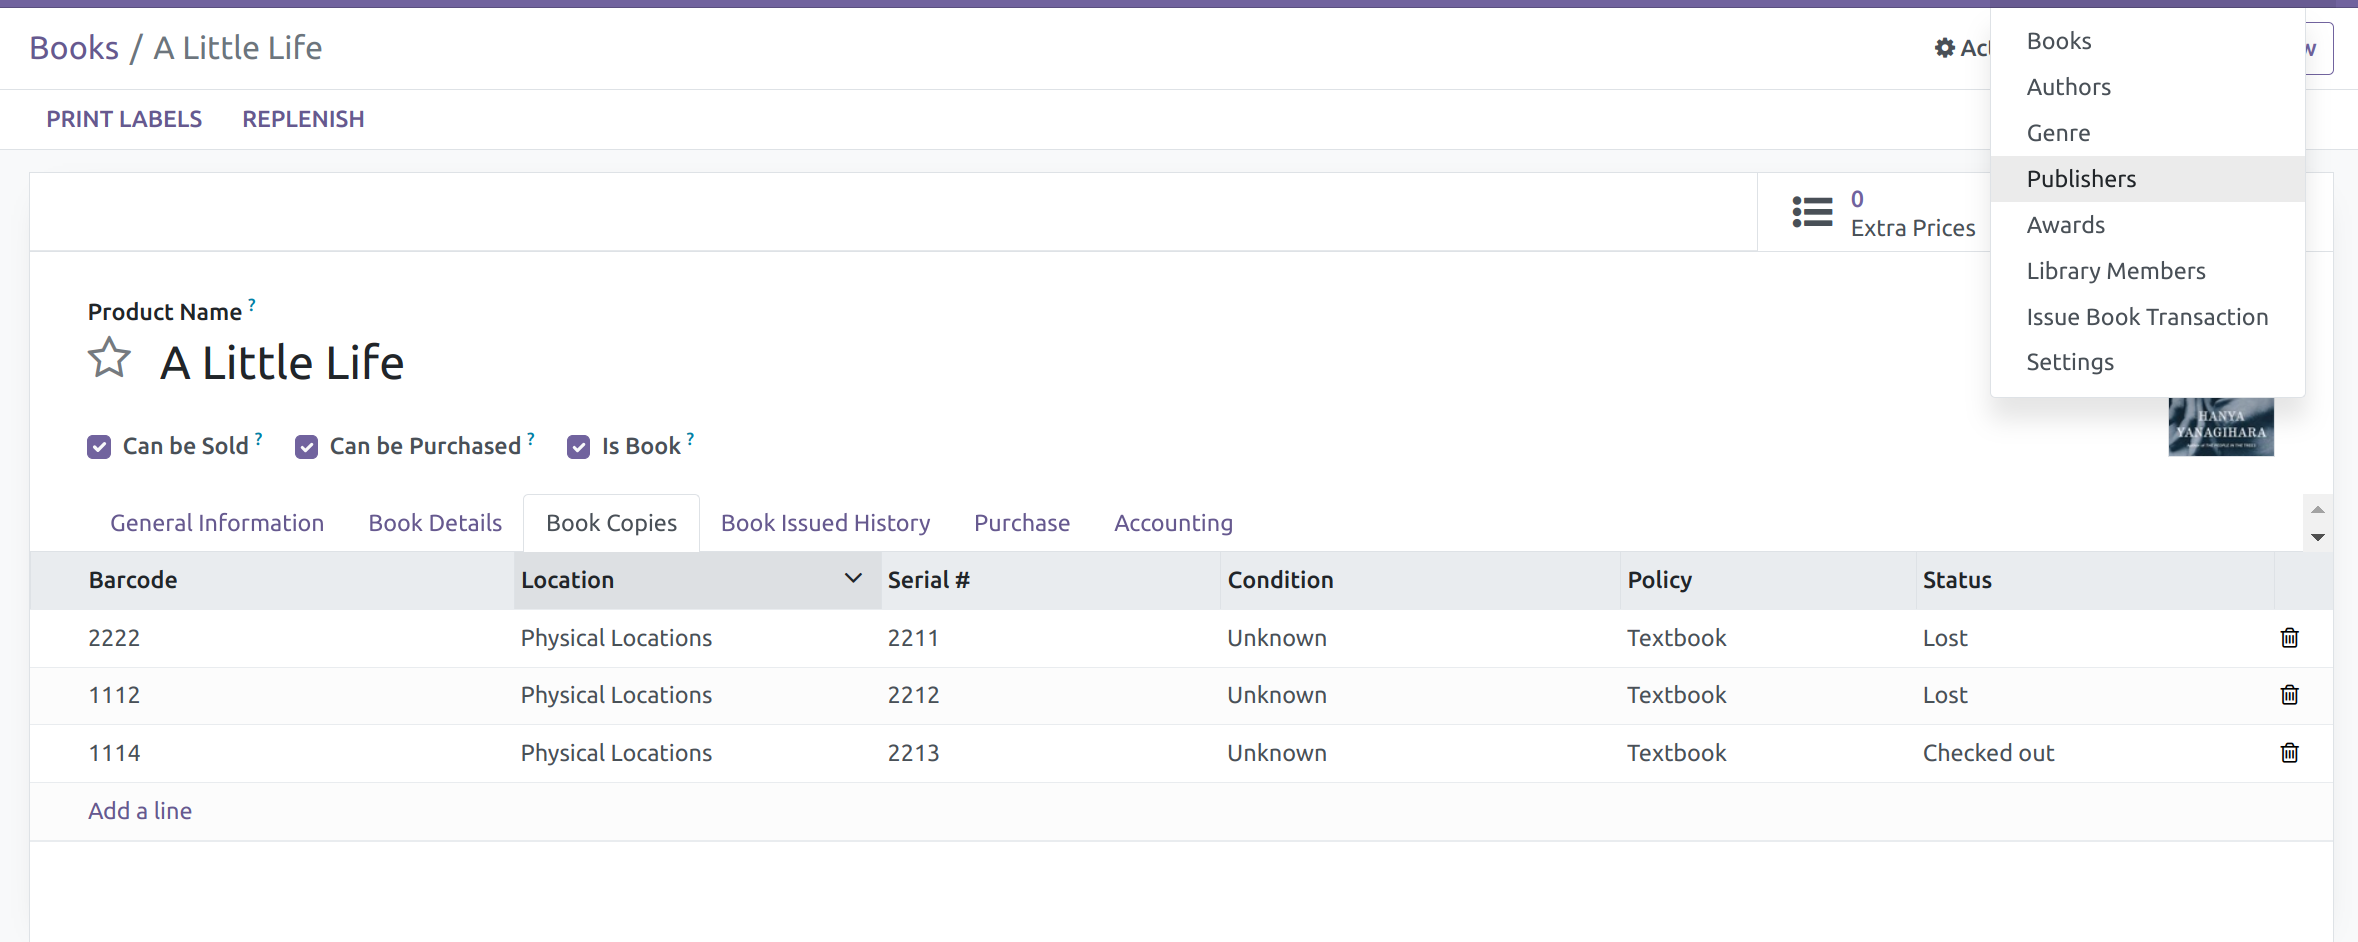 Books / A Little Life
PRINT LABELS REPLENISH
Books
Authors
Genre
Publishers
Awards
Library Members
Issue Book Transaction
Settings
0
Extra Prices
Product Name ?
A Little Life
Can be Sold ? Can be Purchased ? Is Book ?
HANYA
YANAGIHARA
General Information Book Details Book Copies Book Issued History Purchase Accounting
Barcode Location Serial # Condition Policy Status
2222 Physical Locations 2211 Unknown Textbook Lost
1112 Physical Locations 2212 Unknown Textbook Lost
1114 Physical Locations 2213 Unknown Textbook Checked out
Add a line